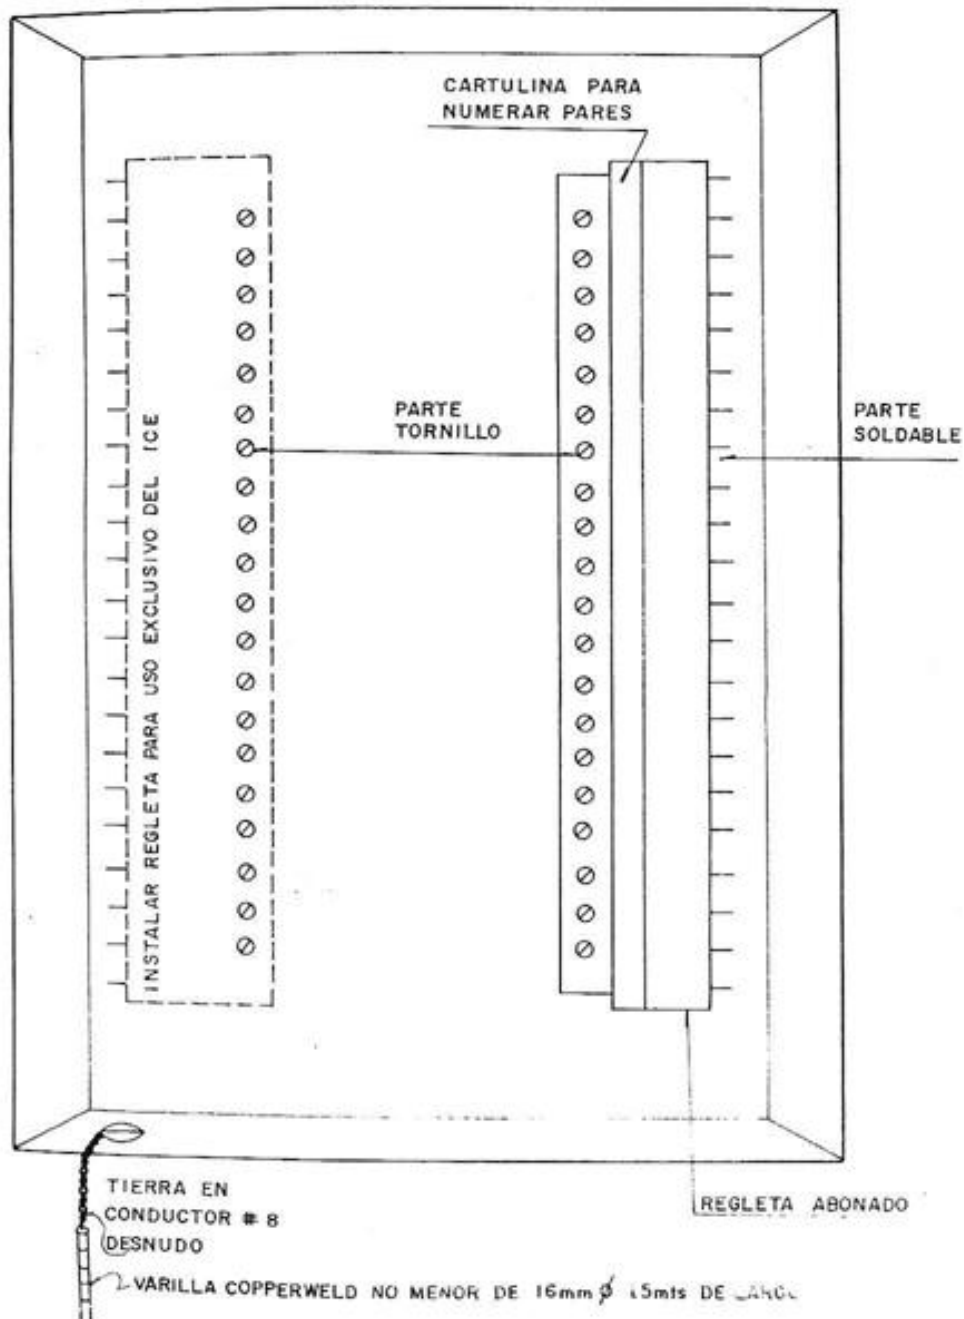 CARTULINA PARA
NUMERAR PARES
INSTALAR REGLETA PARA USO EXCLUSIVO DEL ICE
PARTE
TORNILLO
PARTE
SOLDABLE
TIERRA EN
CONDUCTOR # 8
DESNUDO
REGLETA ABONADO
VARILLA COPPERWELD NO MENOR DE 16mm Ø DE